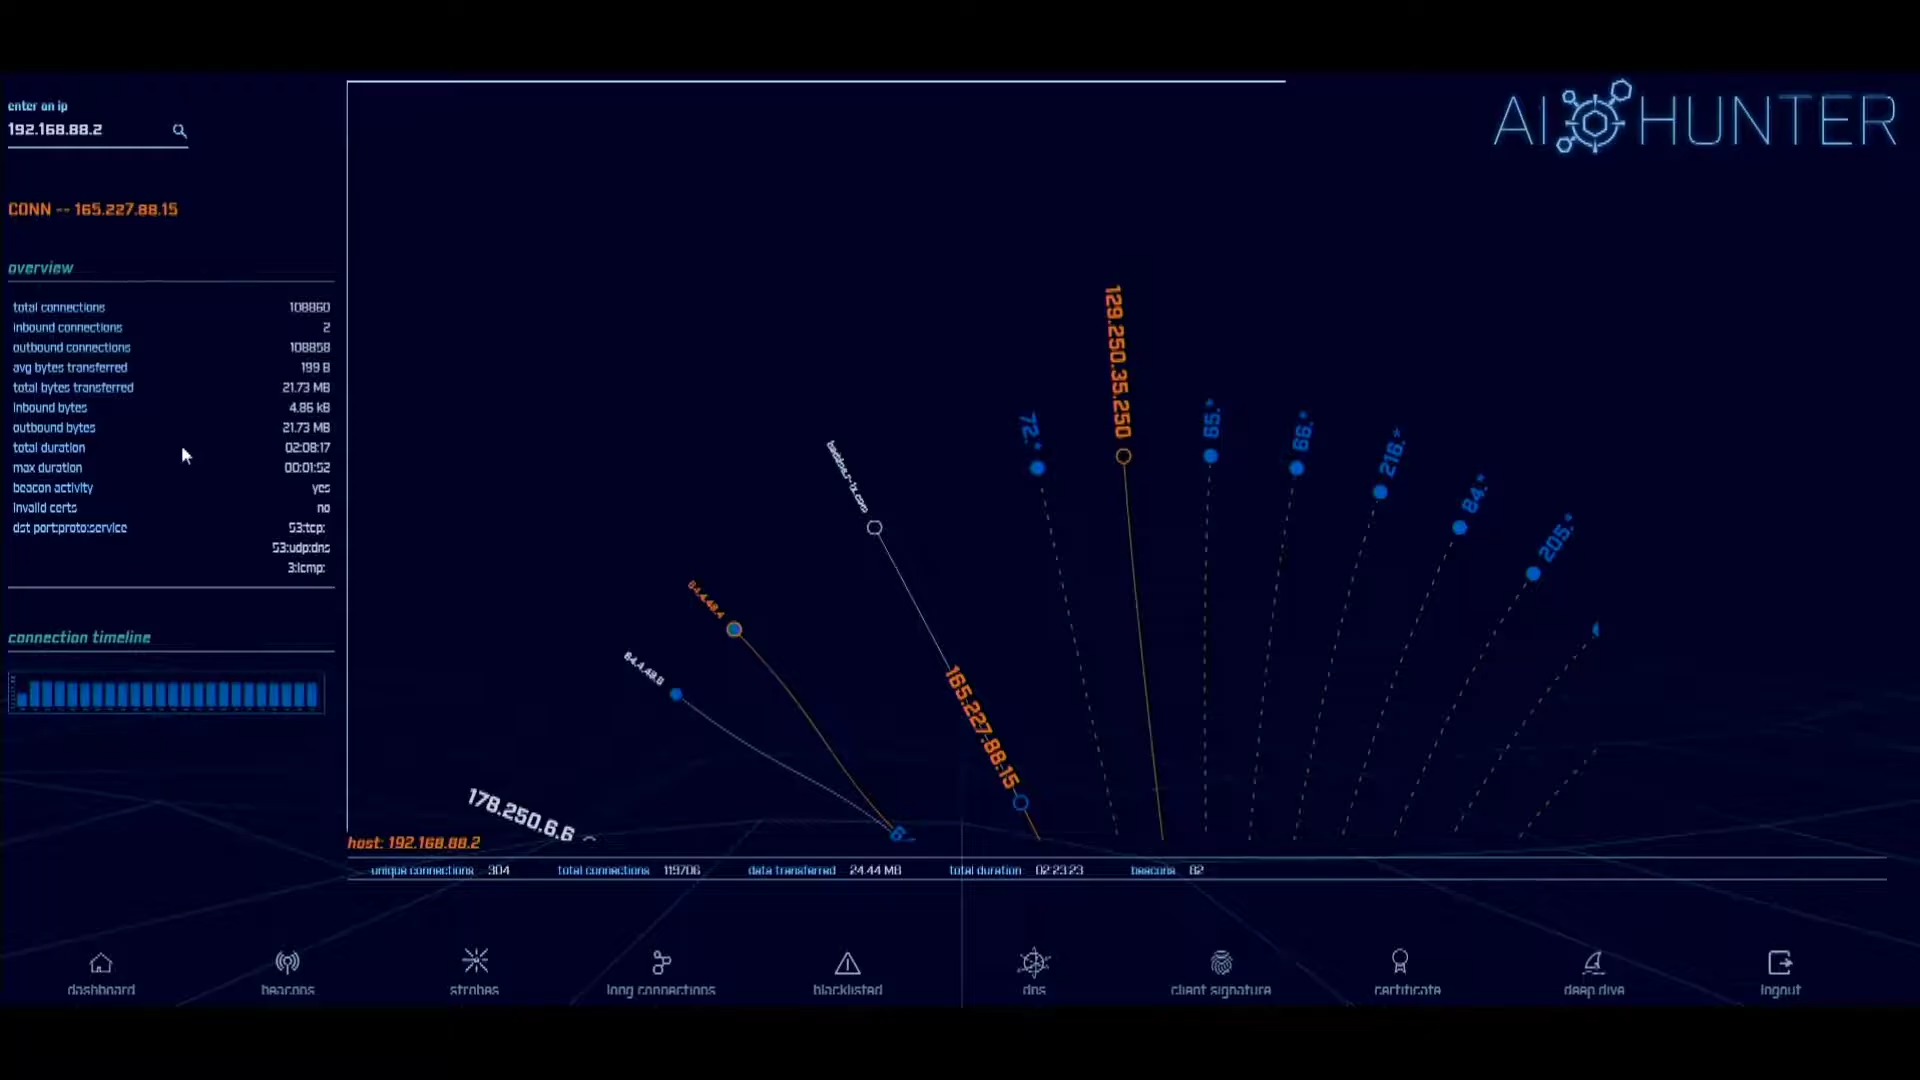 enter an ip
192.168.88.2
AI HUNTER
CONN -- 165.227.88.15
overview
total connections 108860
inbound connections 2
outbound connections 108858
avg bytes transferred 199 B
total bytes transferred 21.73 MB
inbound bytes 4.86 kB
outbound bytes 21.73 MB
total duration 02:08:17
max duration 00:01:52
beacon activity yes
invalid certs no
dst port:proto:service 53:tcp:
53:udp:dns
3:icmp:
connection timeline
72.*
129.250.35.250
65.*
66.*
216.*
84.*
205.*
64.4.48.4
165.227.88.15
178.250.6.6
host: 192.168.88.2
unique connections 304 total connections 119706 data transferred 24.44 MB total duration 02:23:23 beacons 82
dashboard
beacons
strobes
long connections
blacklisted
dns
client signature
certificate
deep dive
logout